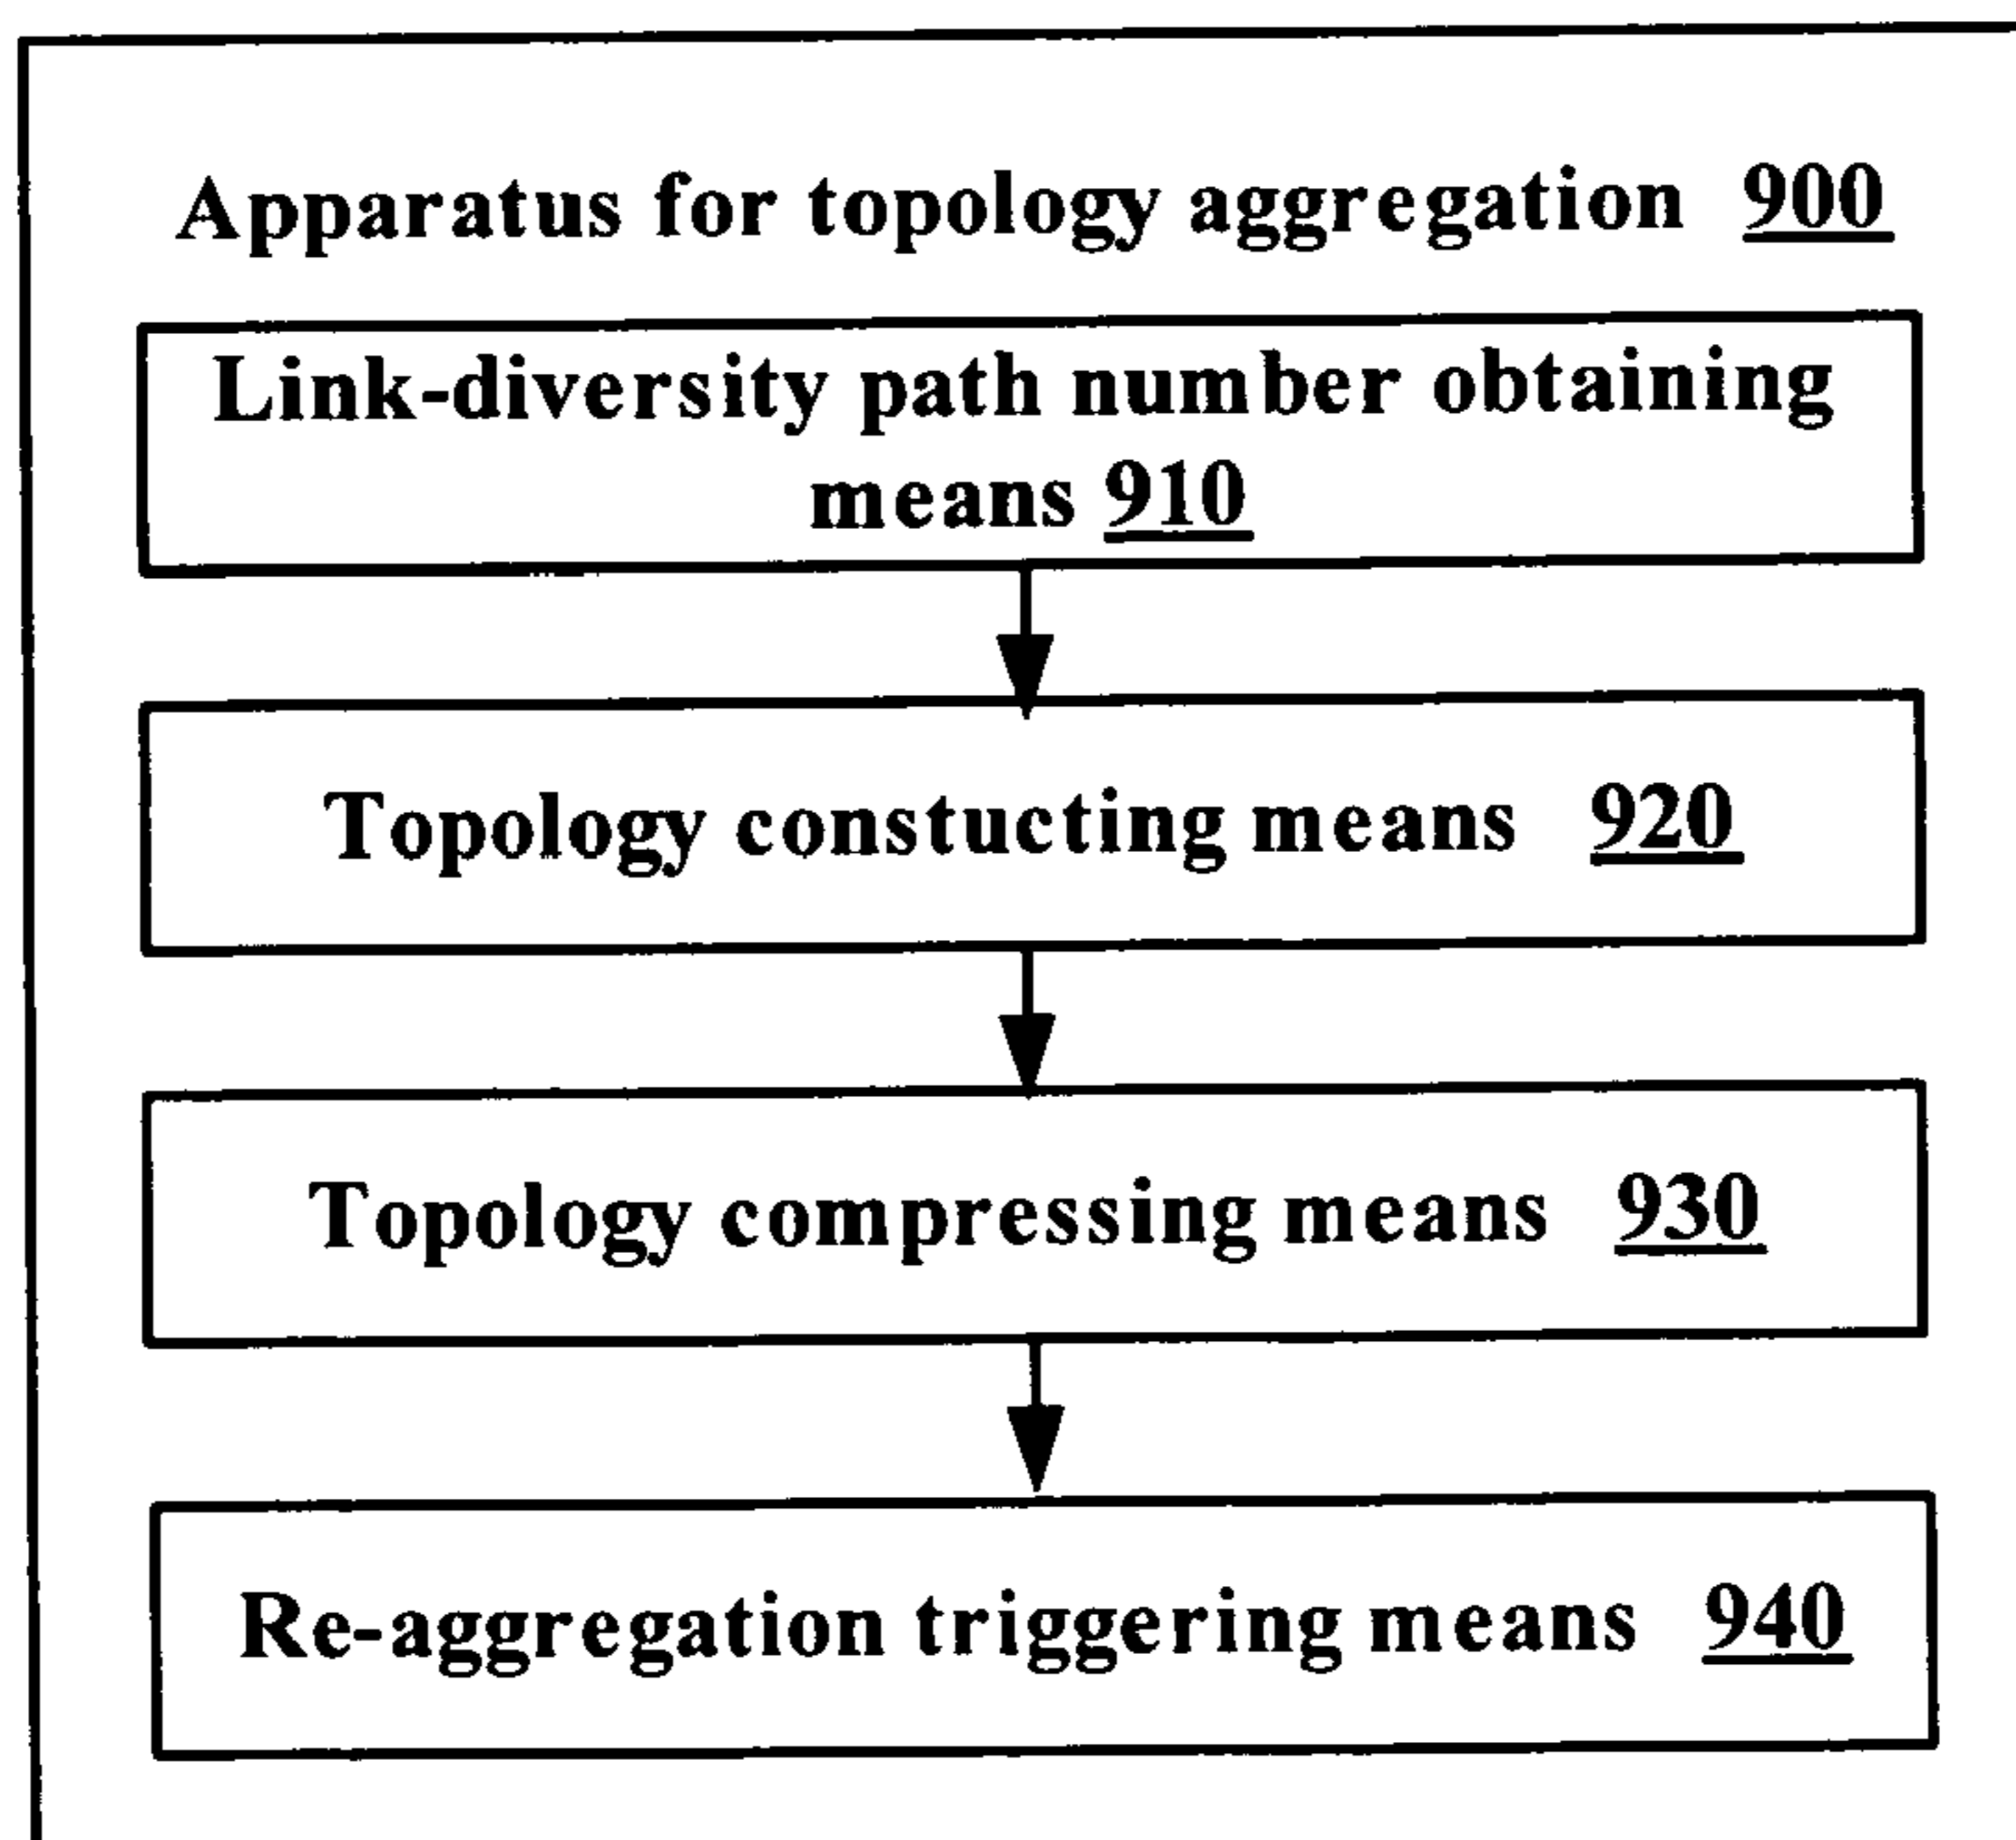 Apparatus for topology aggregation 900
Link-diversity path number obtaining
means 910
Topology constucting means 920
Topology compressing means 930
Re-aggregation triggering means 940